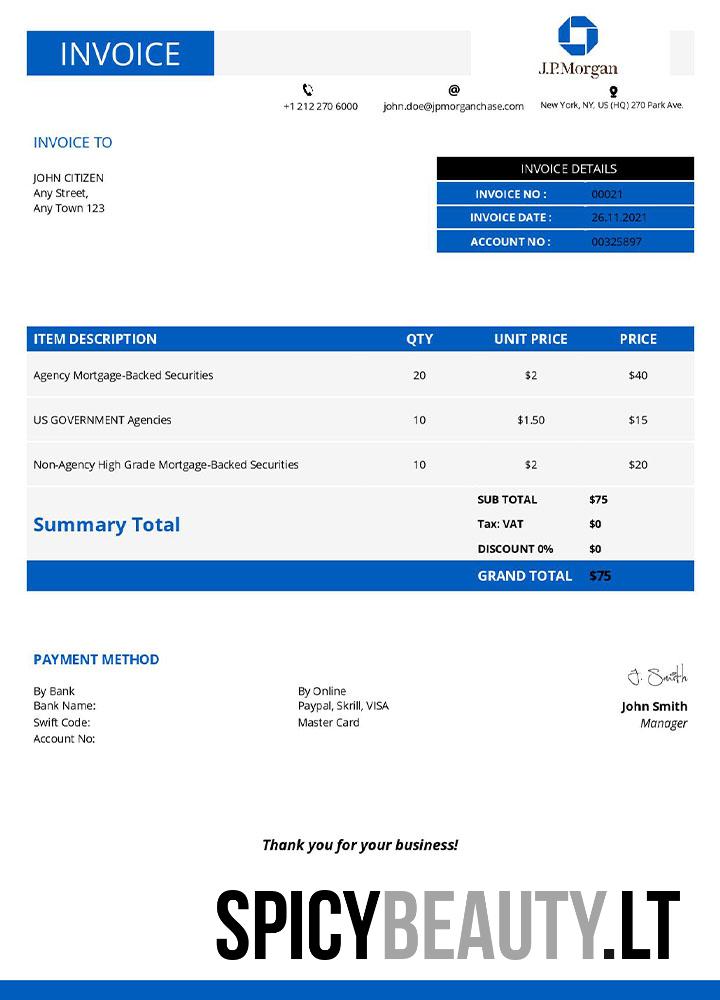 INVOICE
J.P.Morgan
+1 212 270 6000
john.doe@jpmorganchase.com
New York, NY, US (HQ) 270 Park Ave.
INVOICE TO
JOHN CITIZEN
Any Street,
Any Town 123
INVOICE DETAILS
INVOICE NO : 00021
INVOICE DATE : 26.11.2021
ACCOUNT NO : 00325897
ITEM DESCRIPTION QTY UNIT PRICE PRICE
Agency Mortgage-Backed Securities 20 $2 $40
US GOVERNMENT Agencies 10 $1.50 $15
Non-Agency High Grade Mortgage-Backed Securities 10 $2 $20
Summary Total
SUB TOTAL $75
Tax: VAT $0
DISCOUNT 0% $0
GRAND TOTAL $75
PAYMENT METHOD
By Bank
Bank Name:
Swift Code:
Account No:
By Online
Paypal, Skrill, VISA
Master Card
J. Smith
John Smith
Manager
Thank you for your business!
SPICYBEAUTY.LT